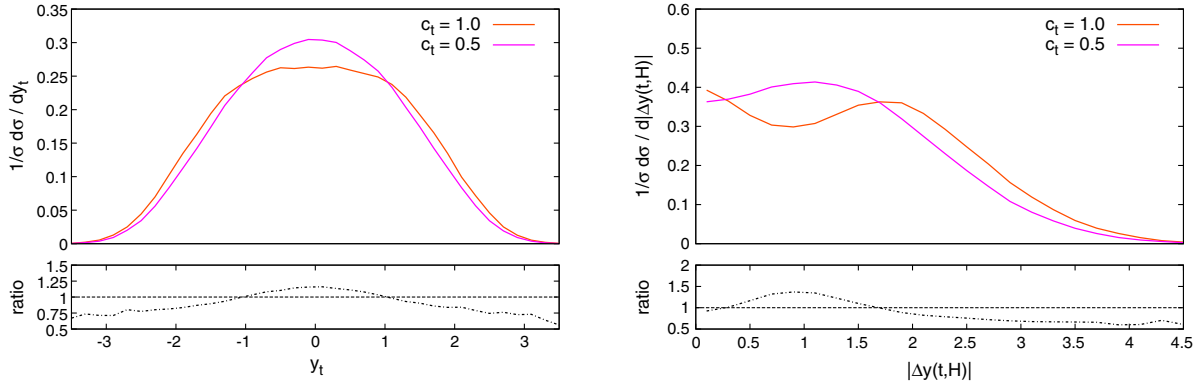 0.35
0.3
0.25
0.2
0.15
0.1
0.05
0
1/σ dσ / dy_t
c_t = 1.0
c_t = 0.5
1.5
1.25
1
0.75
0.5
ratio
-3 -2 -1 0 1 2 3
y_t
0.6
0.5
0.4
0.3
0.2
0.1
0
1/σ dσ / d|Δy(t,H)|
c_t = 1.0
c_t = 0.5
2
1.5
1
0.5
ratio
0 0.5 1 1.5 2 2.5 3 3.5 4 4.5
|Δy(t,H)|